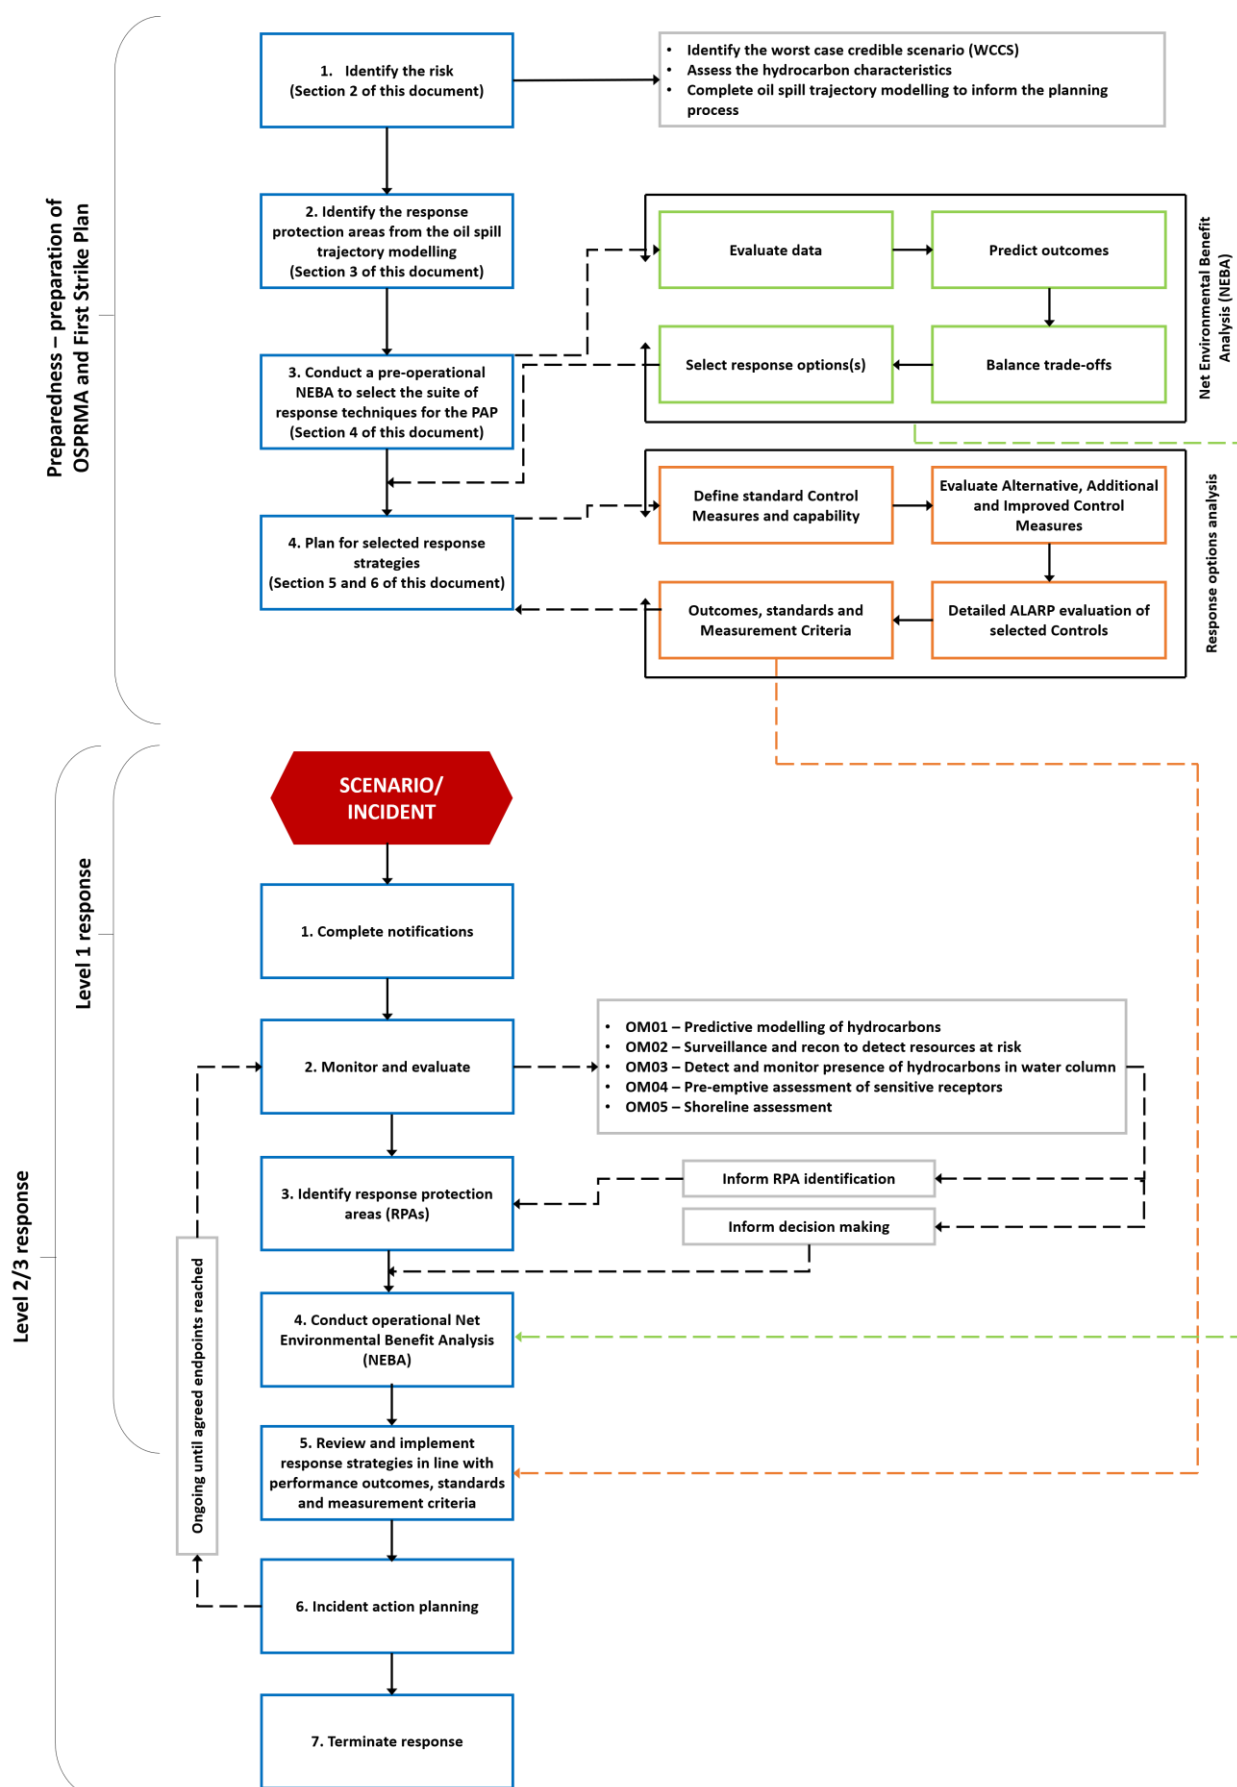 Preparedness – preparation of
OSPRMA and First Strike Plan
1. Identify the risk
(Section 2 of this document)
• Identify the worst case credible scenario (WCCS)
• Assess the hydrocarbon characteristics
• Complete oil spill trajectory modelling to inform the planning
process
2. Identify the response
protection areas from the oil spill
trajectory modelling
(Section 3 of this document)
Evaluate data
Predict outcomes
Select response options(s)
Balance trade-offs
Net Environmental Benefit
Analysis (NEBA)
3. Conduct a pre-operational
NEBA to select the suite of
response techniques for the PAP
(Section 4 of this document)
4. Plan for selected response
strategies
(Section 5 and 6 of this document)
Define standard Control
Measures and capability
Evaluate Alternative, Additional
and Improved Control
Measures
Outcomes, standards and
Measurement Criteria
Detailed ALARP evaluation of
selected Controls
Response options analysis
Level 2/3 response
Level 1 response
SCENARIO/
INCIDENT
1. Complete notifications
2. Monitor and evaluate
• OM01 – Predictive modelling of hydrocarbons
• OM02 – Surveillance and recon to detect resources at risk
• OM03 – Detect and monitor presence of hydrocarbons in water column
• OM04 – Pre-emptive assessment of sensitive receptors
• OM05 – Shoreline assessment
3. Identify response protection
areas (RPAs)
Inform RPA identification
Inform decision making
4. Conduct operational Net
Environmental Benefit Analysis
(NEBA)
5. Review and implement
response strategies in line with
performance outcomes, standards
and measurement criteria
Ongoing until agreed endpoints reached
6. Incident action planning
7. Terminate response